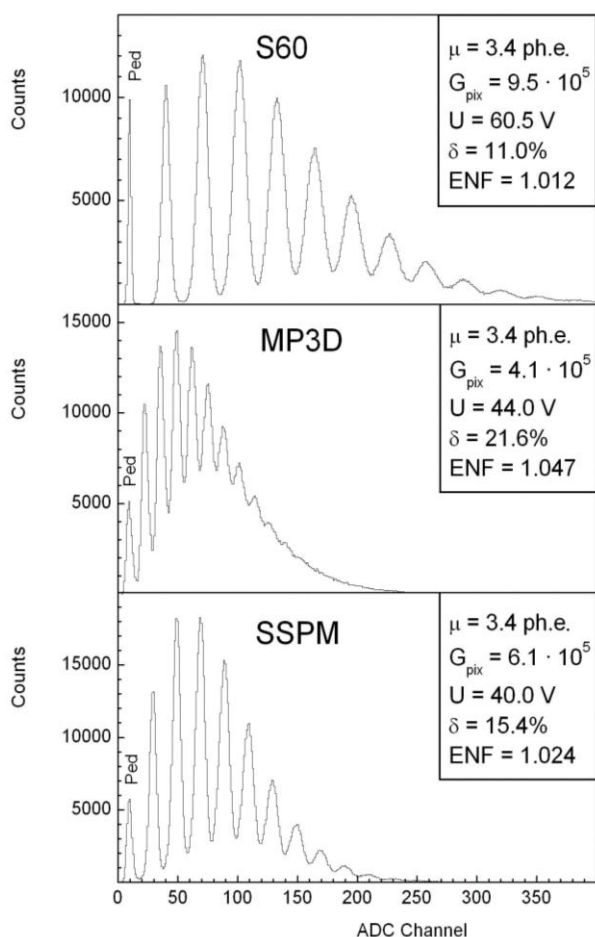 S60
Ped
Counts
10000
5000
μ = 3.4 ph.e.
G_pix = 9.5 · 10^5
U = 60.5 V
δ = 11.0%
ENF = 1.012
MP3D
Ped
Counts
15000
10000
5000
μ = 3.4 ph.e.
G_pix = 4.1 · 10^5
U = 44.0 V
δ = 21.6%
ENF = 1.047
SSPM
Ped
Counts
15000
10000
5000
μ = 3.4 ph.e.
G_pix = 6.1 · 10^5
U = 40.0 V
δ = 15.4%
ENF = 1.024
0 50 100 150 200 250 300 350
ADC Channel